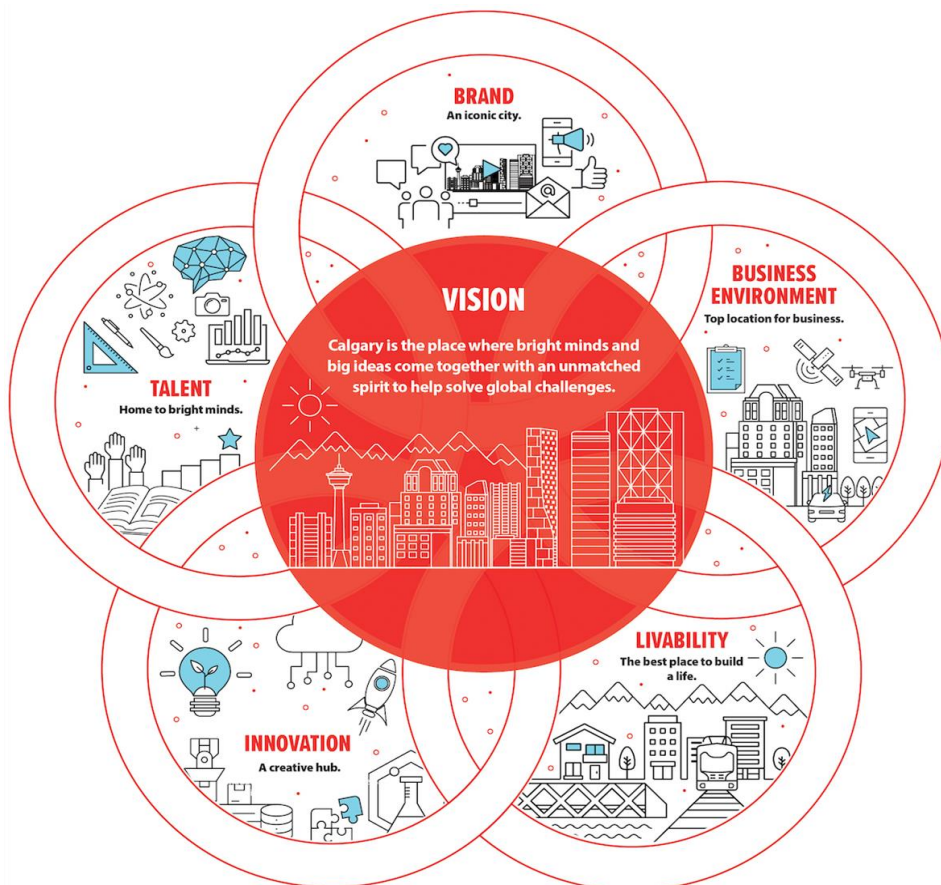 BRAND
An iconic city.
BUSINESS
ENVIRONMENT
Top location for business.
VISION
Calgary is the place where bright minds and
big ideas come together with an unmatched
spirit to help solve global challenges.
TALENT
Home to bright minds.
LIVABILITY
The best place to build
a life.
INNOVATION
A creative hub.
@